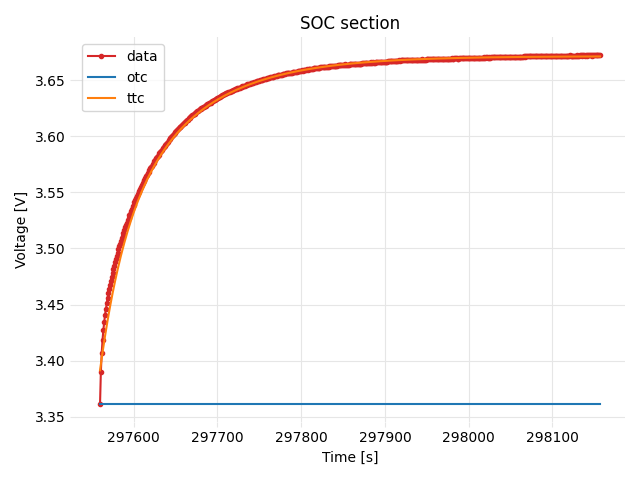 SOC section
data
otc
ttc
3.65
3.60
3.55
3.50
3.45
3.40
3.35
Voltage [V]
297600 297700 297800 297900 298000 298100
Time [s]